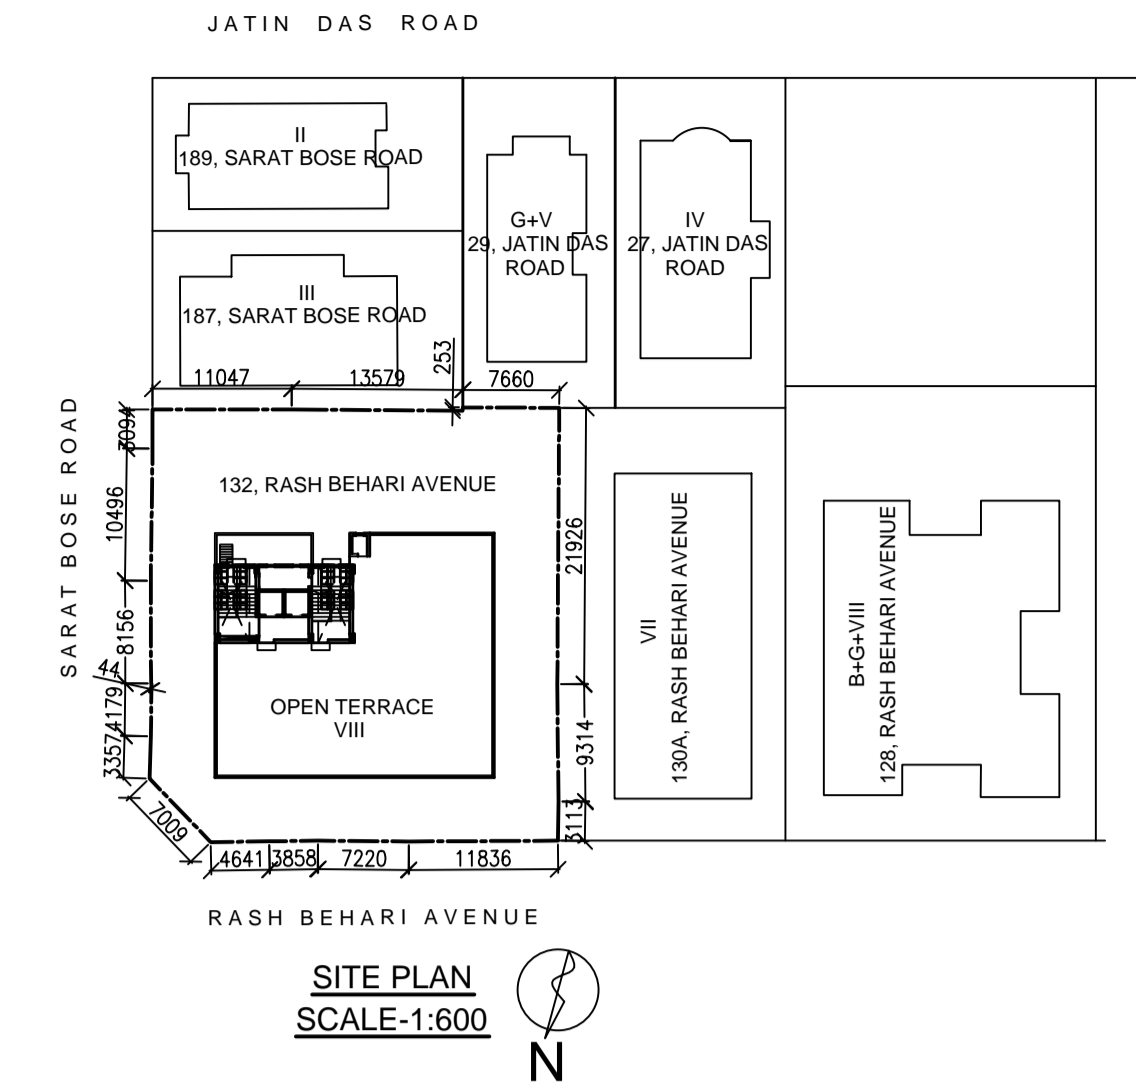 JATIN DAS ROAD
II
189, SARAT BOSE ROAD
G+V
29, JATIN DAS
ROAD
IV
27, JATIN DAS
ROAD
III
187, SARAT BOSE ROAD
253
11047
13579
7660
SARAT BOSE ROAD
10496
8156
44
4179
3357
7009
132, RASH BEHARI AVENUE
OPEN TERRACE
VIII
21926
9314
3113
VII
130A, RASH BEHARI AVENUE
B+G+VIII
128, RASH BEHARI AVENUE
4641
3858
7220
11836
RASH BEHARI AVENUE
SITE PLAN
SCALE-1:600
N